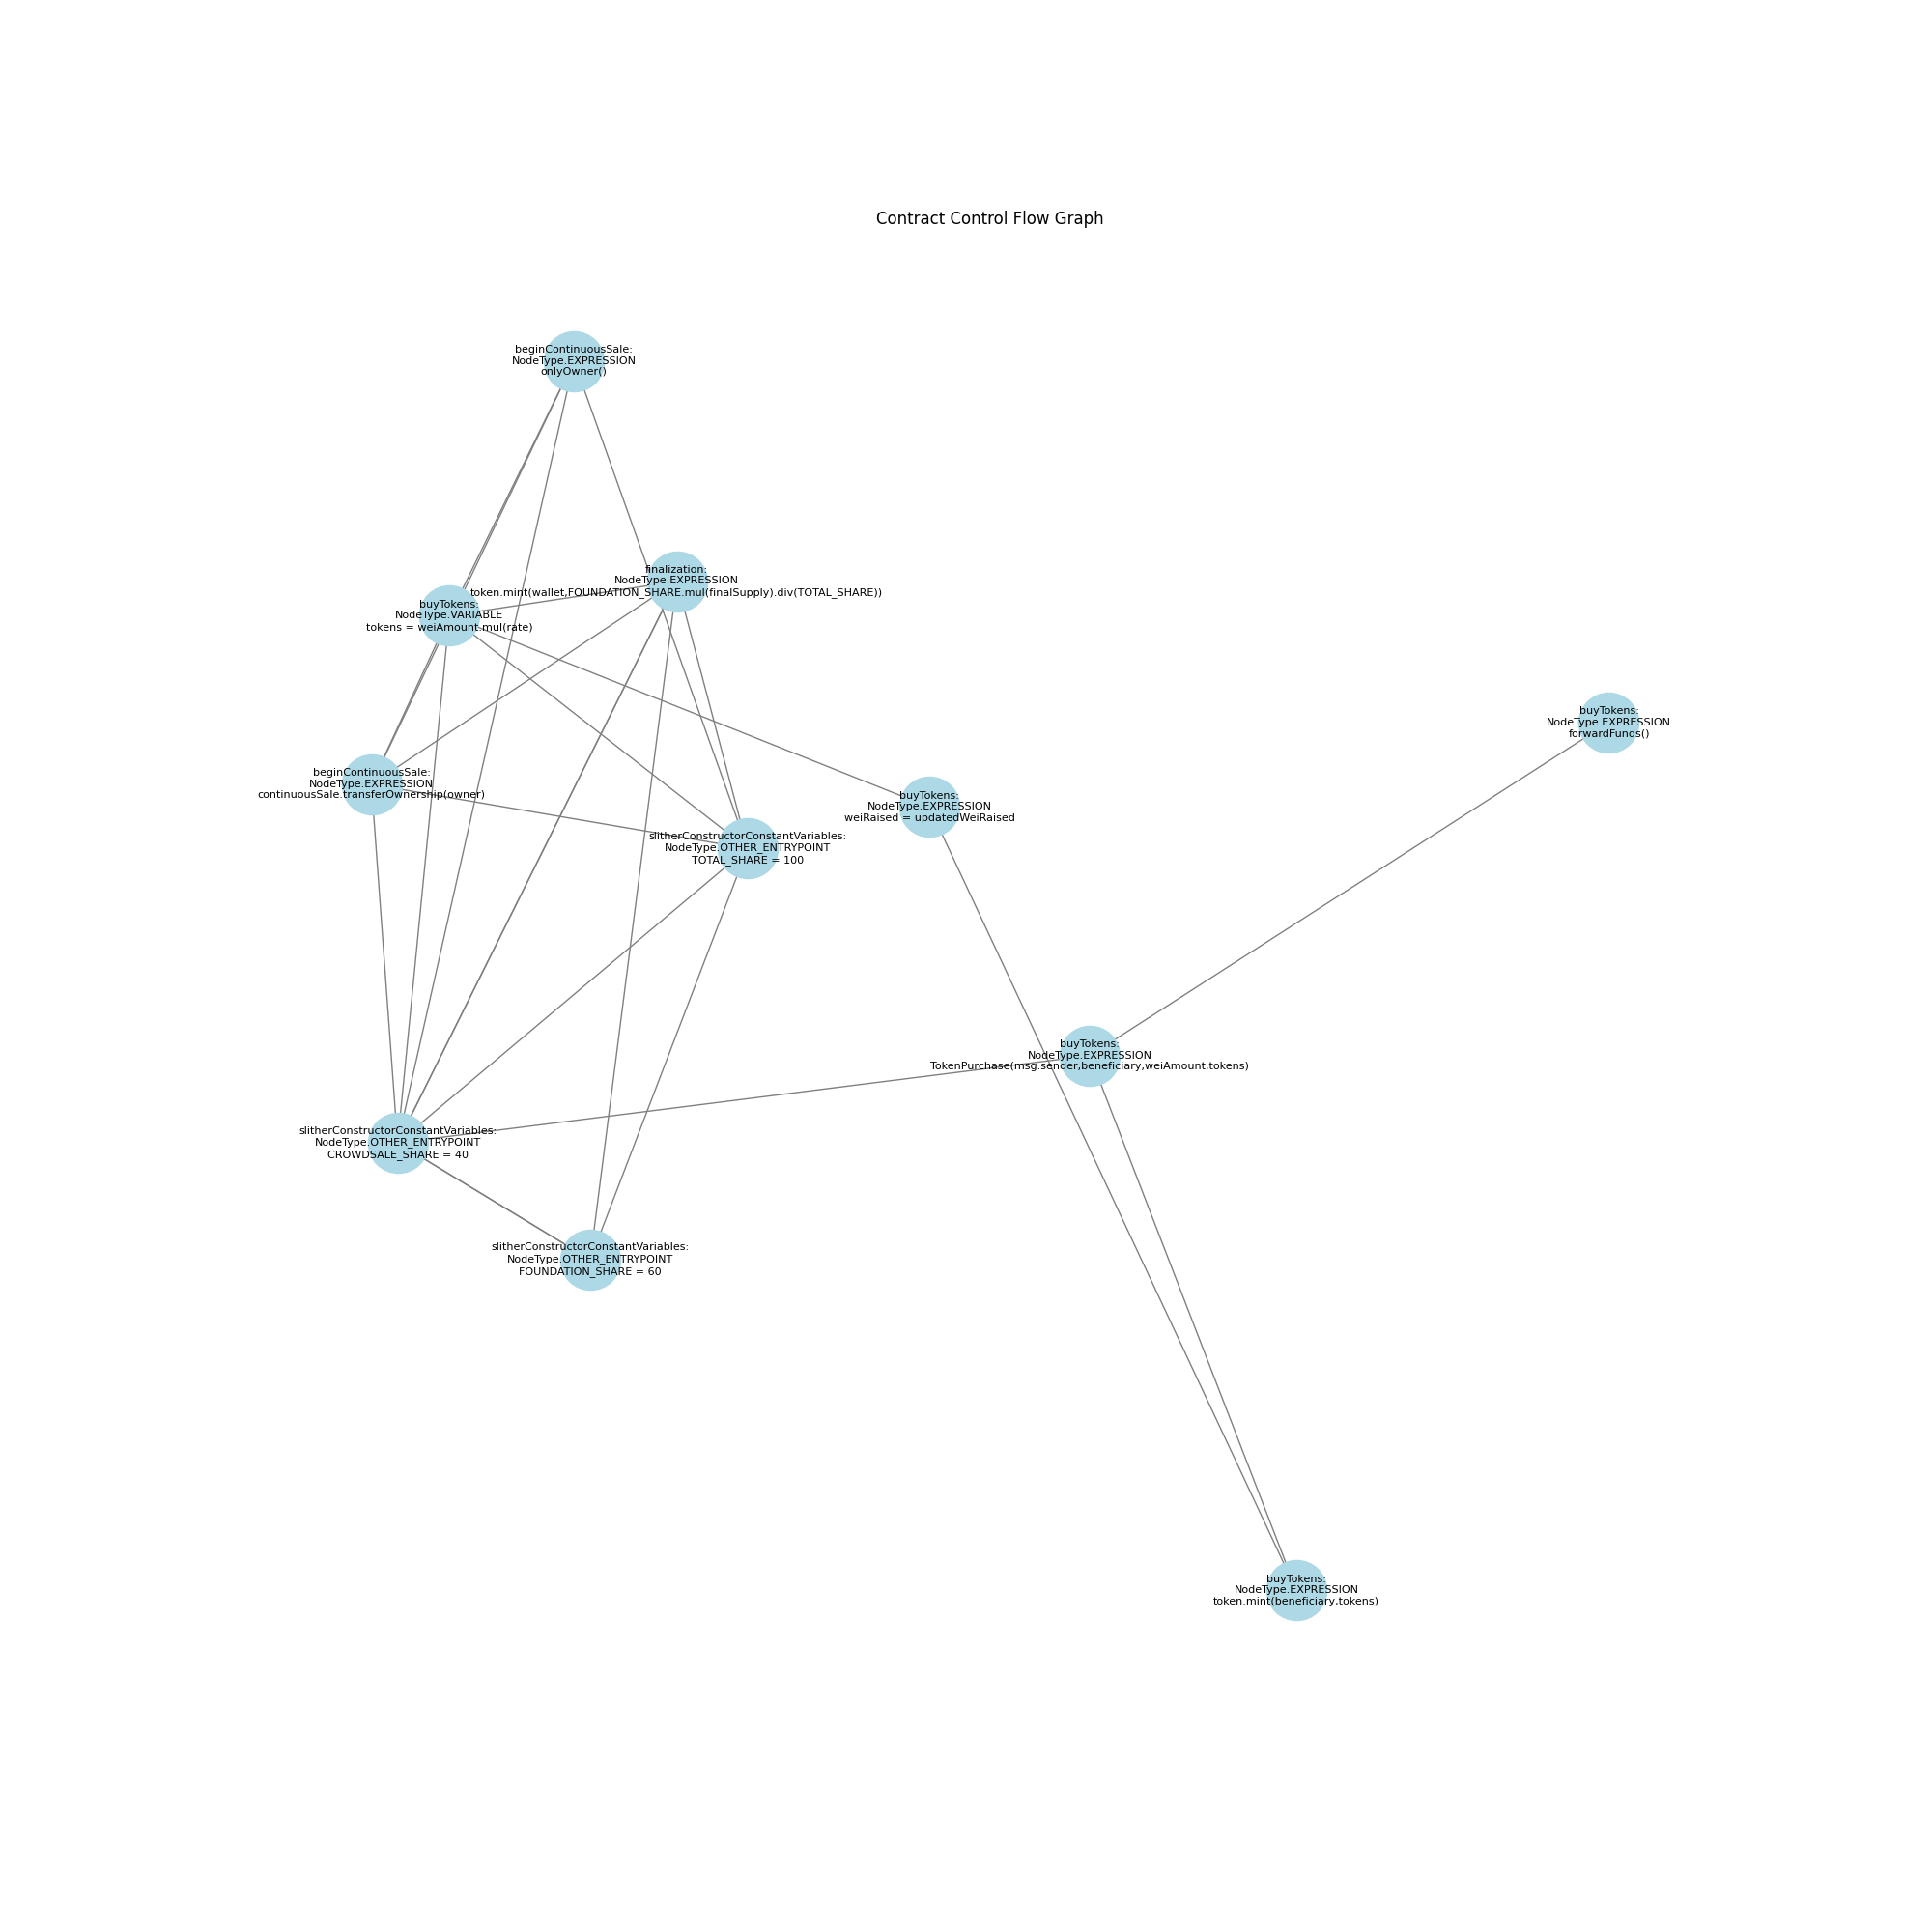 Contract Control Flow Graph
beginContinuousSale:
NodeType.EXPRESSION
onlyOwner()
finalization:
NodeType.EXPRESSION
token.mint(wallet,FOUNDATION_SHARE.mul(finalSupply).div(TOTAL_SHARE))
buyTokens:
NodeType.VARIABLE
tokens = weiAmount.mul(rate)
buyTokens:
NodeType.EXPRESSION
forwardFunds()
beginContinuousSale:
NodeType.EXPRESSION
continuousSale.transferOwnership(owner)
buyTokens:
NodeType.EXPRESSION
weiRaised = updatedWeiRaised
slitherConstructorConstantVariables:
NodeType.OTHER_ENTRYPOINT
TOTAL_SHARE = 100
buyTokens:
NodeType.EXPRESSION
TokenPurchase(msg.sender,beneficiary,weiAmount,tokens)
slitherConstructorConstantVariables:
NodeType.OTHER_ENTRYPOINT
CROWDSALE_SHARE = 40
slitherConstructorConstantVariables:
NodeType.OTHER_ENTRYPOINT
FOUNDATION_SHARE = 60
buyTokens:
NodeType.EXPRESSION
token.mint(beneficiary,tokens)